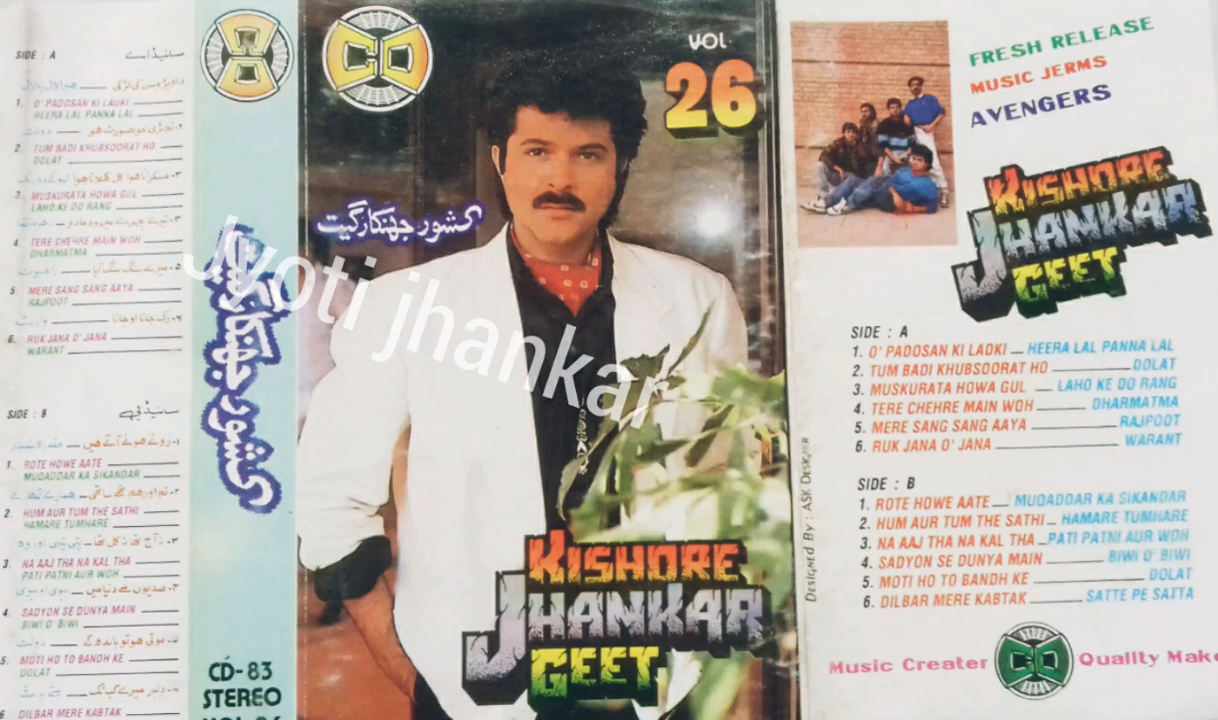 SIDE : A سائیڈ اے
1. O' PADOSAN KI LADKI
HEERA LAL PANNA LAL
2. TUM BADI KHUBSOORAT HO
DOLAT
3. MUSKURATA HOWA GUL
LAHO KE DO RANG
4. TERE CHEHRE MAIN WOH
DHARMATMA
5. MERE SANG SANG AAYA
RAJPOOT
6. RUK JANA O' JANA
WARANT
SIDE : B سائیڈ بی
1. ROTE HOWE AATE
MUQADDAR KA SIKANDAR
2. HUM AUR TUM THE SATHI
HAMARE TUMHARE
3. NA AAJ THA NA KAL THA
PATI PATNI AUR WOH
4. SADYON SE DUNYA MAIN
BIWI O' BIWI
5. MOTI HO TO BANDH KE
DOLAT
6 DILBAR MERE KABTAK
کشور جھنکار گیت
CD-83
STEREO
CD
VOL.
26
کشور جھنکار گیت
Jyoti jhankar
KISHORE
JHANKAR
GEET
FRESH RELEASE
MUSIC JERMS
AVENGERS
KISHORE
JHANKAR
GEET
SIDE : A
1. O' PADOSAN KI LADKI — HEERA LAL PANNA LAL
2. TUM BADI KHUBSOORAT HO — DOLAT
3. MUSKURATA HOWA GUL — LAHO KE DO RANG
4. TERE CHEHRE MAIN WOH — DHARMATMA
5. MERE SANG SANG AAYA — RAJPOOT
6. RUK JANA O' JANA — WARANT
SIDE : B
1. ROTE HOWE AATE — MUQADDAR KA SIKANDAR
2. HUM AUR TUM THE SATHI — HAMARE TUMHARE
3. NA AAJ THA NA KAL THA — PATI PATNI AUR WOH
4. SADYON SE DUNYA MAIN — BIWI O' BIWI
5. MOTI HO TO BANDH KE — DOLAT
6. DILBAR MERE KABTAK — SATTE PE SATTA
DESIGNED By : ASK DESIGNER
Music Creater CD Quality Make